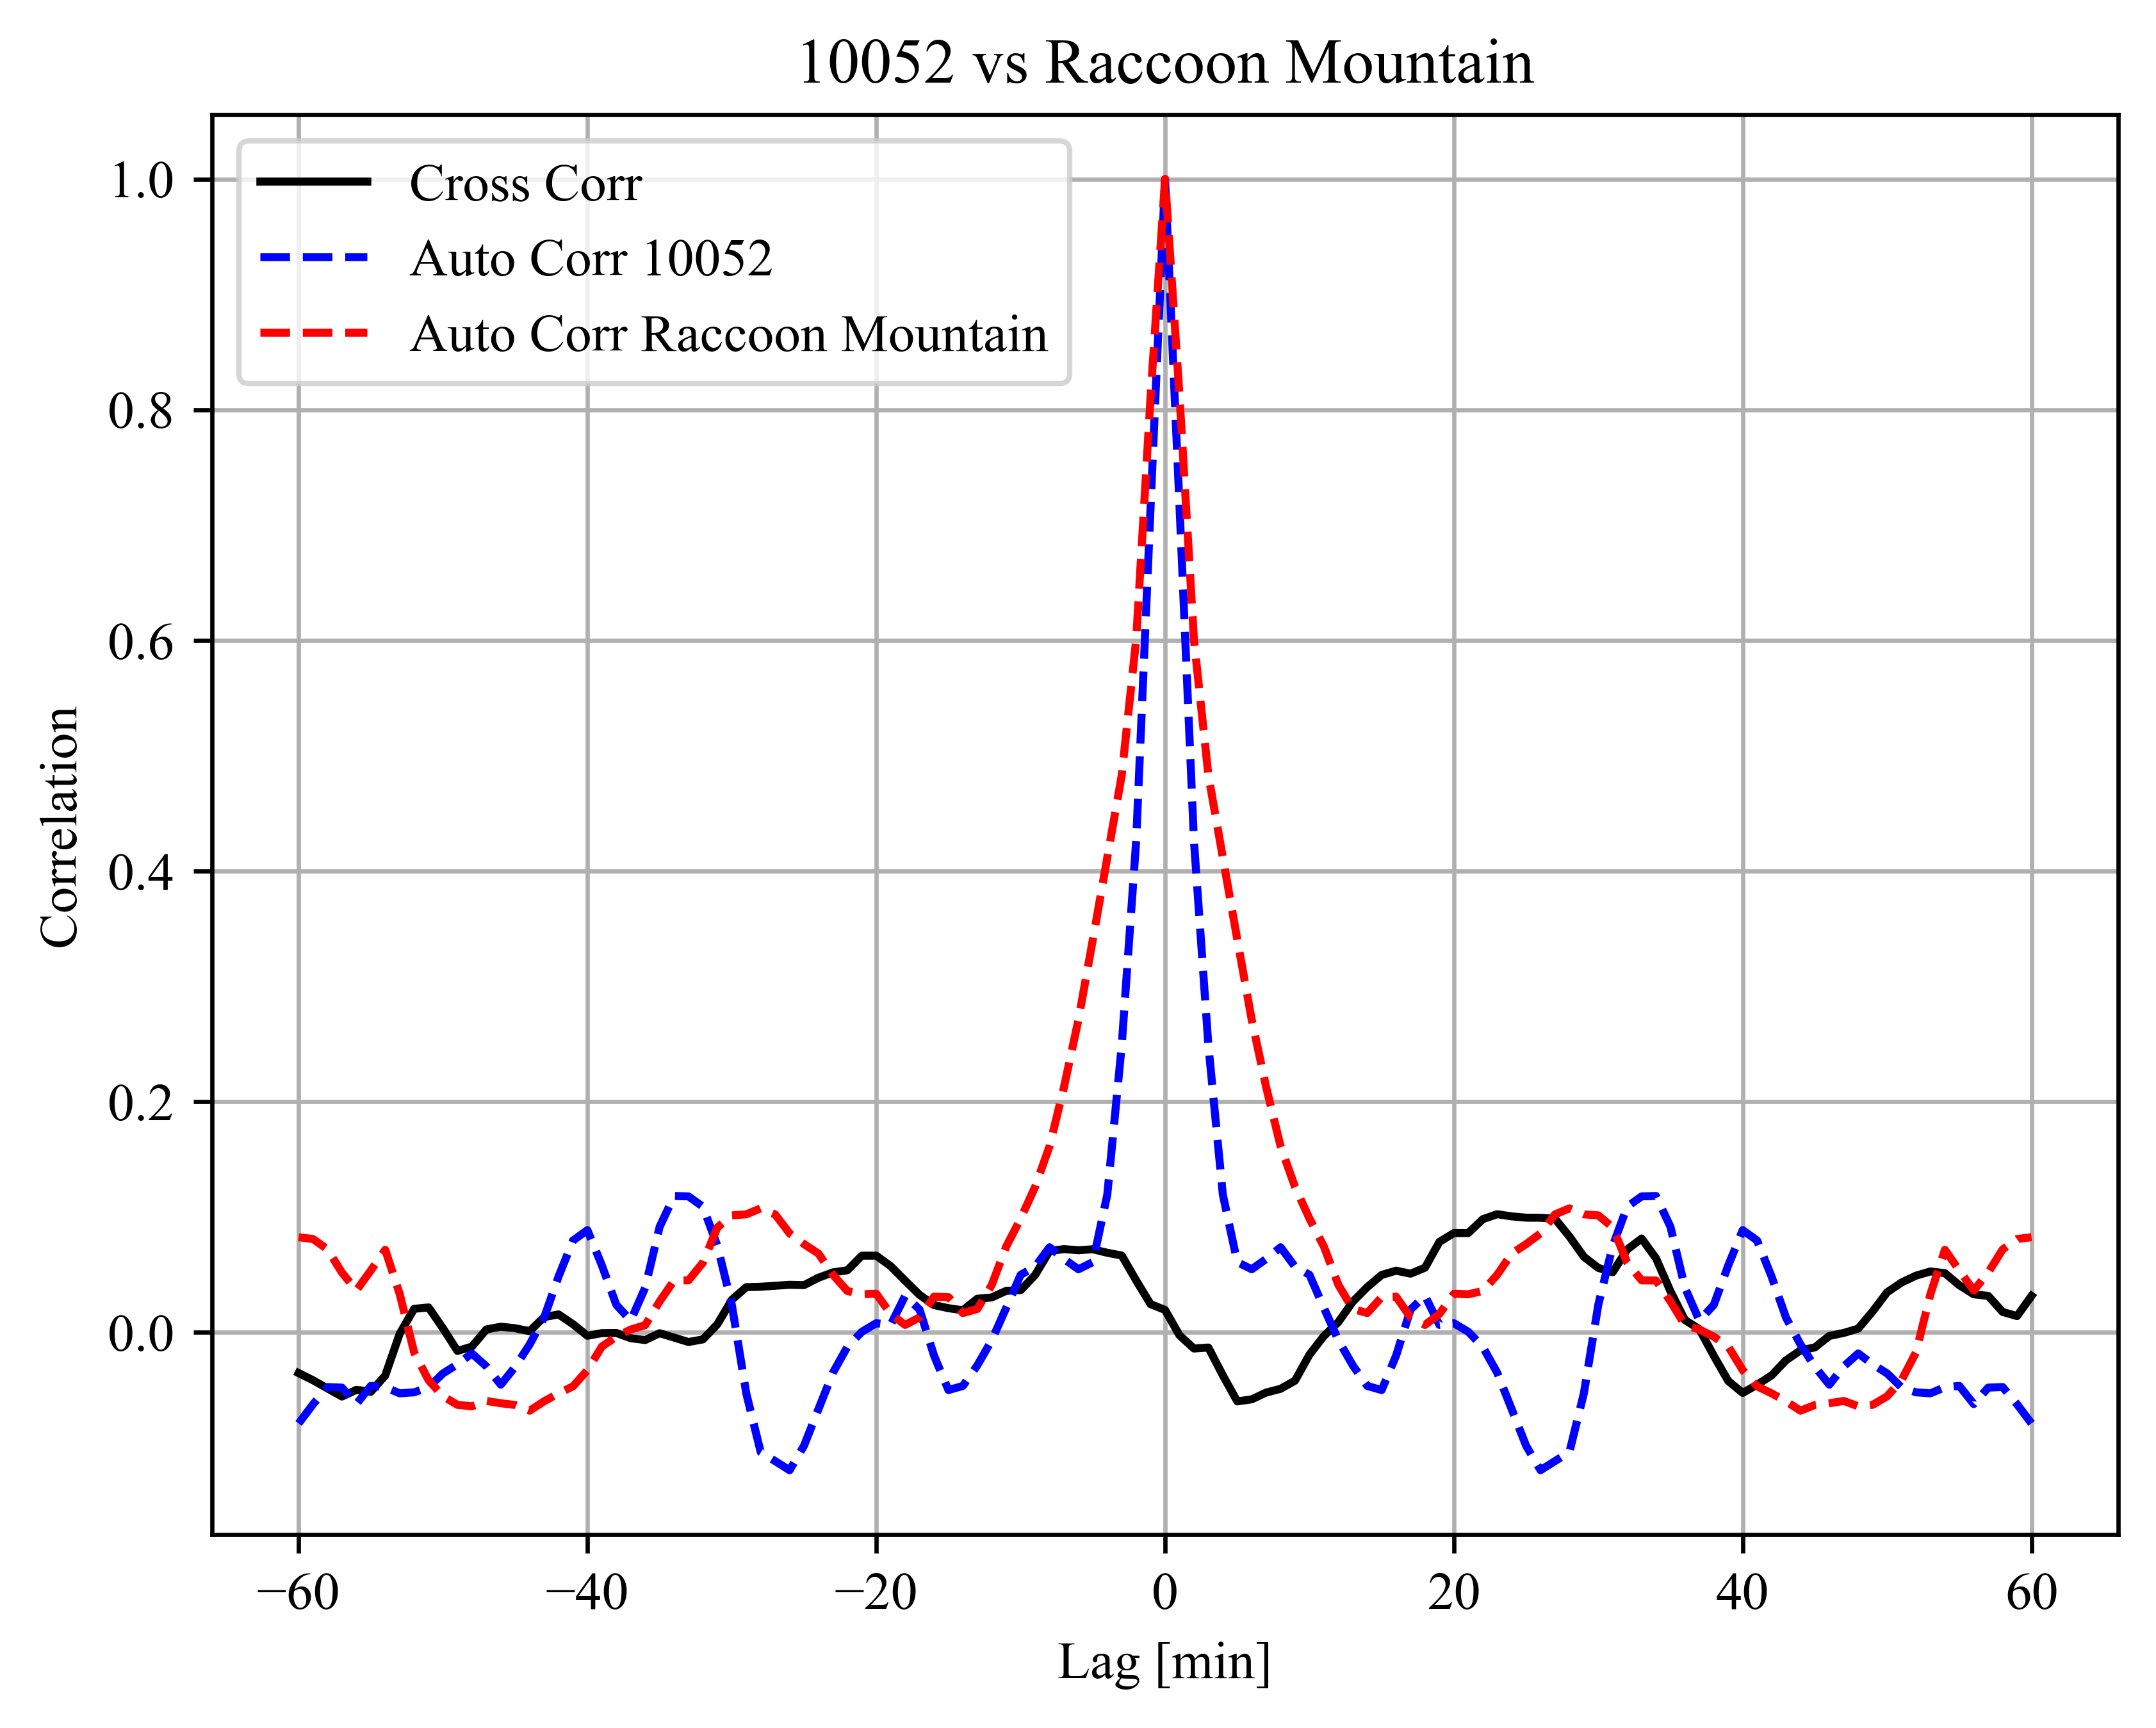 10052 vs Raccoon Mountain
Cross Corr
Auto Corr 10052
Auto Corr Raccoon Mountain
1.0
0.8
0.6
0.4
0.2
0.0
Correlation
−60 −40 −20 0 20 40 60
Lag [min]